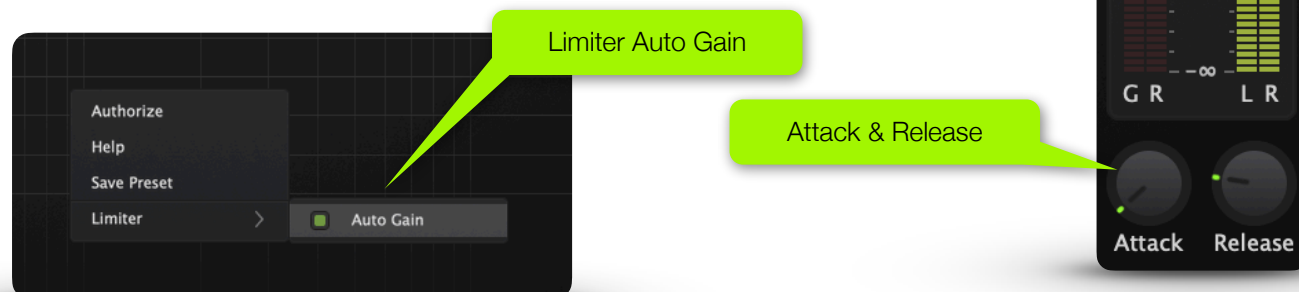 Limiter Auto Gain
Authorize
Help
Save Preset
Limiter
Auto Gain
Attack & Release
-∞
G R
L R
Attack
Release